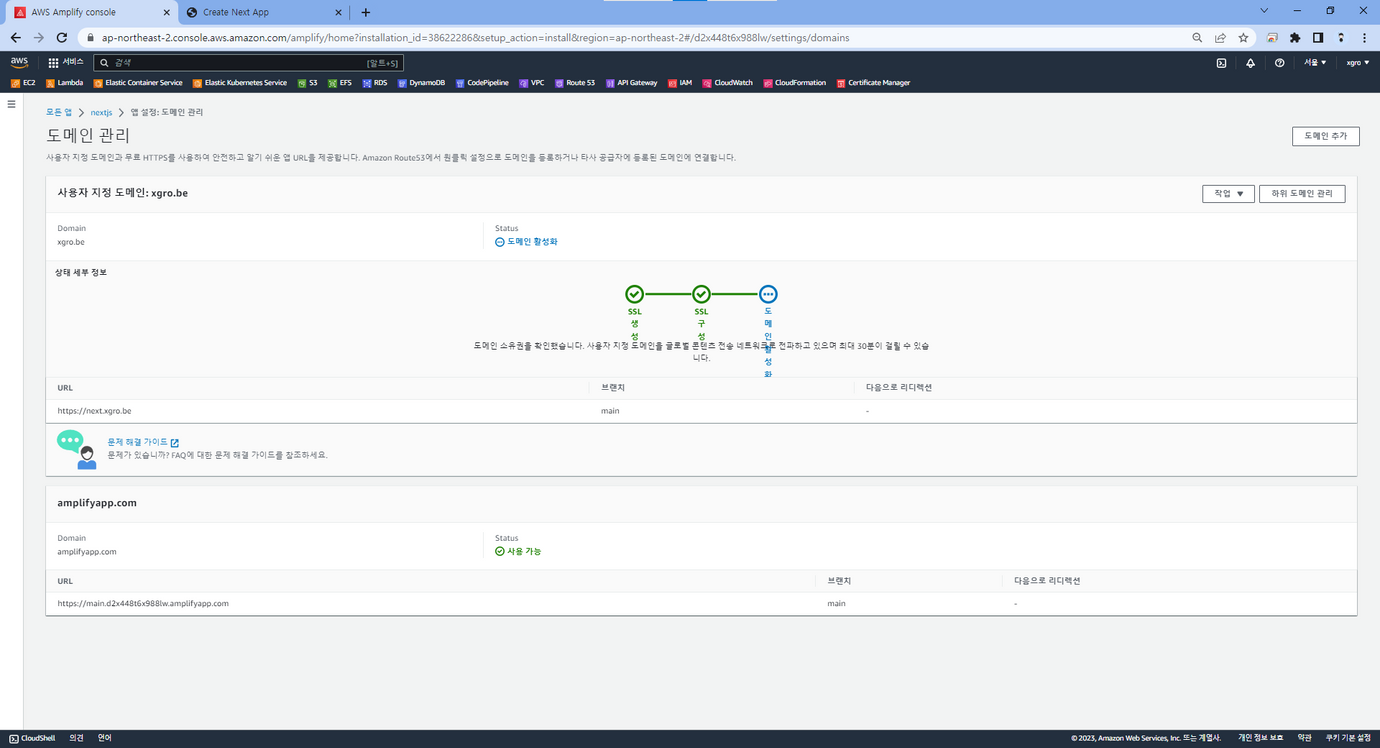 AWS Amplify console
Create Next App
ap-northeast-2.console.aws.amazon.com/amplify/home?installation_id=38622286&setup_action=install&region=ap-northeast-2#/d2x448t6x988lw/settings/domains
aws 서비스 검색 [알트+S] 서울 ▼ xgro ▼
EC2 Lambda Elastic Container Service Elastic Kubernetes Service S3 EFS RDS DynamoDB CodePipeline VPC Route 53 API Gateway IAM CloudWatch CloudFormation Certificate Manager
모든 앱 > nextjs > 앱 설정: 도메인 관리
도메인 관리
도메인 추가
사용자 지정 도메인과 무료 HTTPS를 사용하여 안전하고 알기 쉬운 앱 URL을 제공합니다. Amazon Route53에서 원클릭 설정으로 도메인을 등록하거나 타사 공급자에 등록된 도메인에 연결합니다.
사용자 지정 도메인: xgro.be
작업 ▼ 하위 도메인 관리
Domain Status
xgro.be 도메인 활성화
상태 세부 정보
SSL 생성
SSL 구성
도메인 활성화
도메인 소유권을 확인했습니다. 사용자 지정 도메인을 글로벌 콘텐츠 전송 네트워크로 전파하고 있으며 최대 30분이 걸릴 수 있습
니다.
URL 브랜치 다음으로 리디렉션
https://next.xgro.be main -
문제 해결 가이드
문제가 있습니까? FAQ에 대한 문제 해결 가이드를 참조하세요.
amplifyapp.com
Domain Status
amplifyapp.com 사용 가능
URL 브랜치 다음으로 리디렉션
https://main.d2x448t6x988lw.amplifyapp.com main -
CloudShell 의견 언어 © 2023, Amazon Web Services, Inc. 또는 계열사. 개인 정보 보호 약관 쿠키 기본 설정